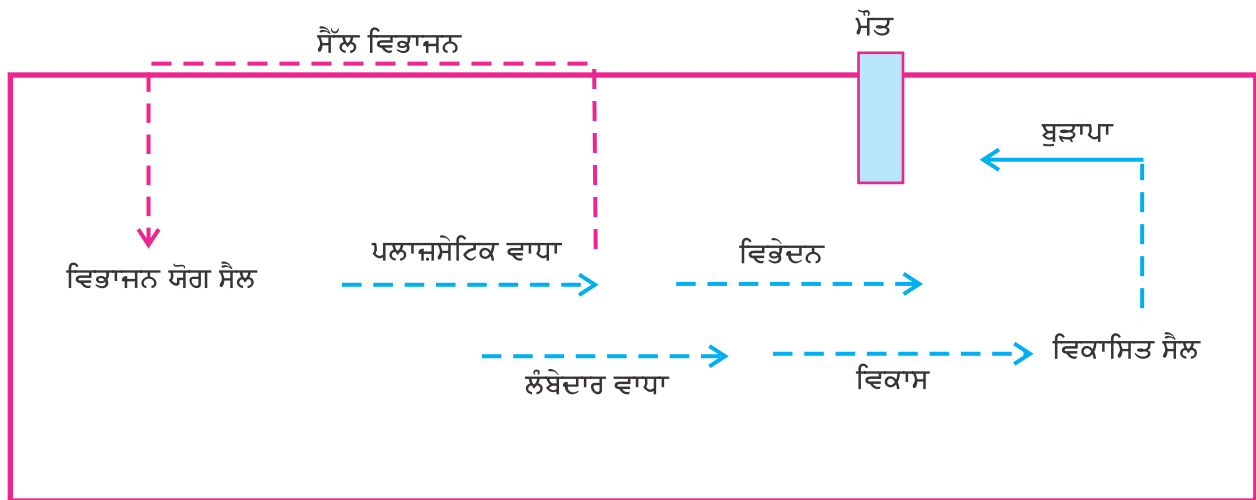 ਮੌਤ
ਸੈੱਲ ਵਿਭਾਜਨ
ਬੁੜਾਪਾ
ਪਲਾਜ਼ਸੇਟਿਕ ਵਾਧਾ
ਵਿਭੇਦਨ
ਵਿਭਾਜਨ ਯੋਗ ਸੈਲ
ਵਿਕਾਸਿਤ ਸੈਲ
ਲੰਬੇਦਾਰ ਵਾਧਾ
ਵਿਕਾਸ